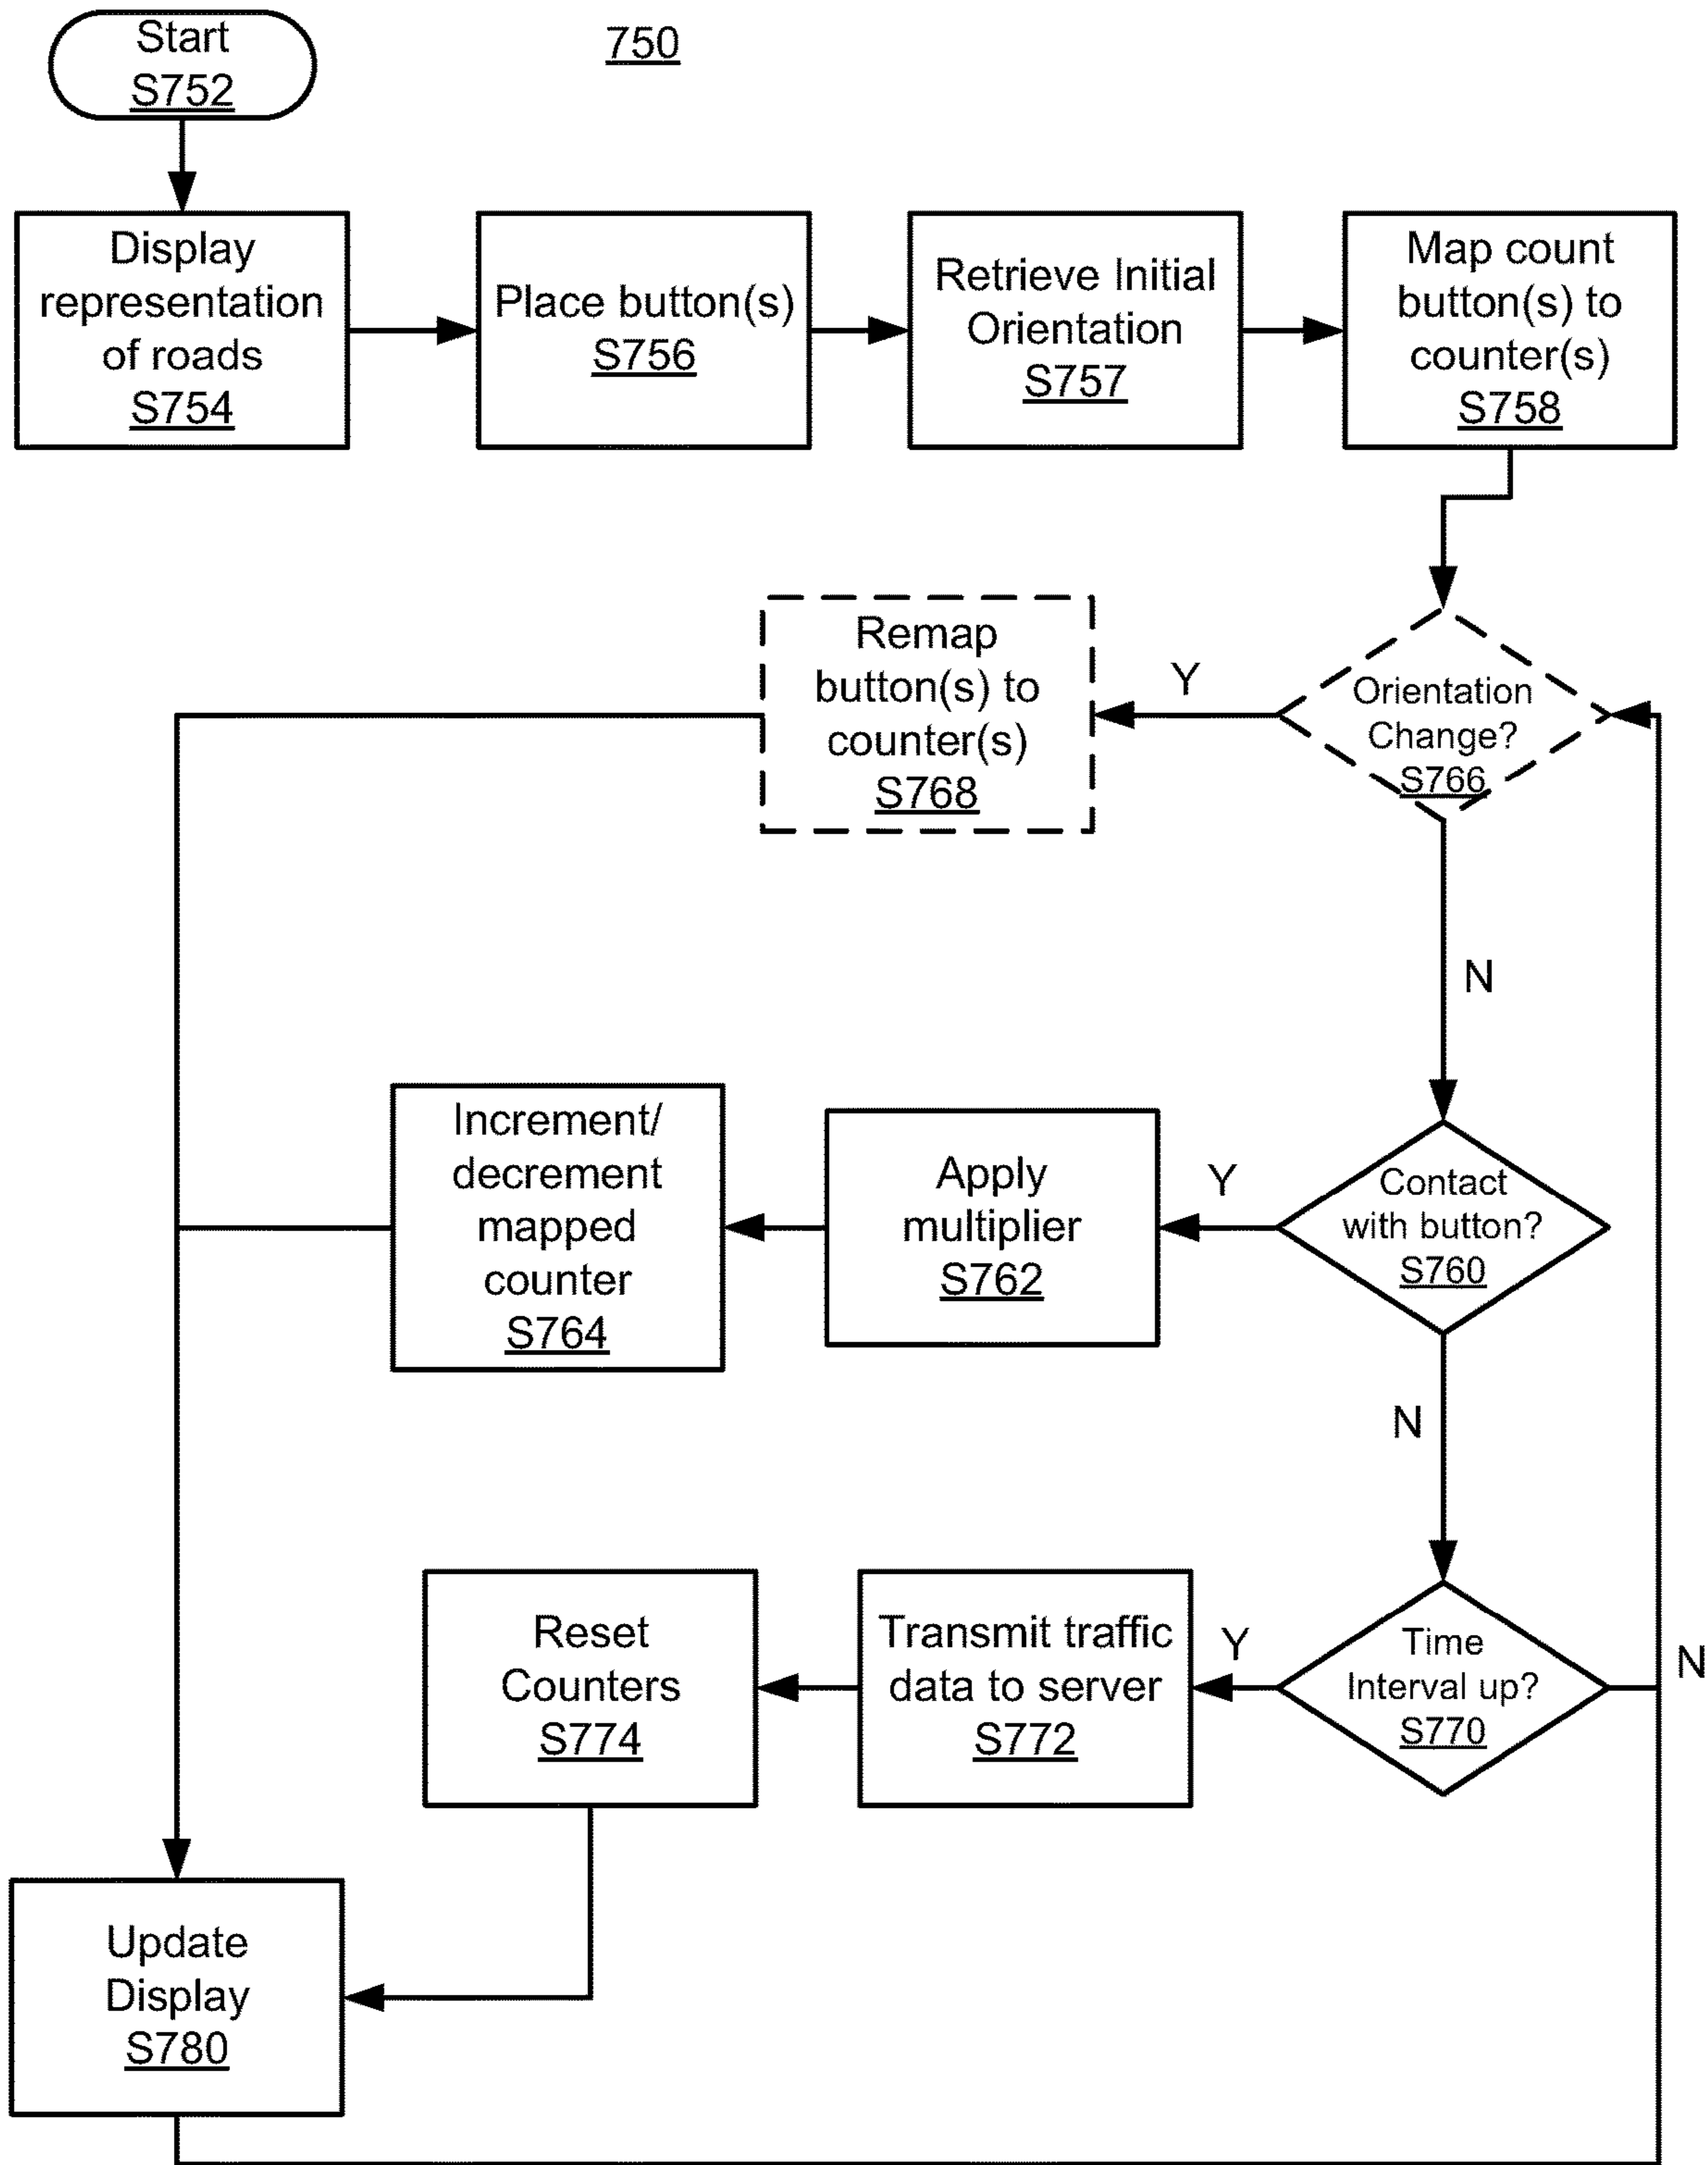 Start
S752
750
Display
representation
of roads
S754
Place button(s)
S756
Retrieve Initial
Orientation
S757
Map count
button(s) to
counter(s)
S758
Remap
button(s) to
counter(s)
S768
Y
Orientation
Change?
S766
N
Increment/
decrement
mapped
counter
S764
Apply
multiplier
S762
Y
Contact
with button?
S760
N
Reset
Counters
S774
Transmit traffic
data to server
S772
Y
Time
Interval up?
S770
N
Update
Display
S780